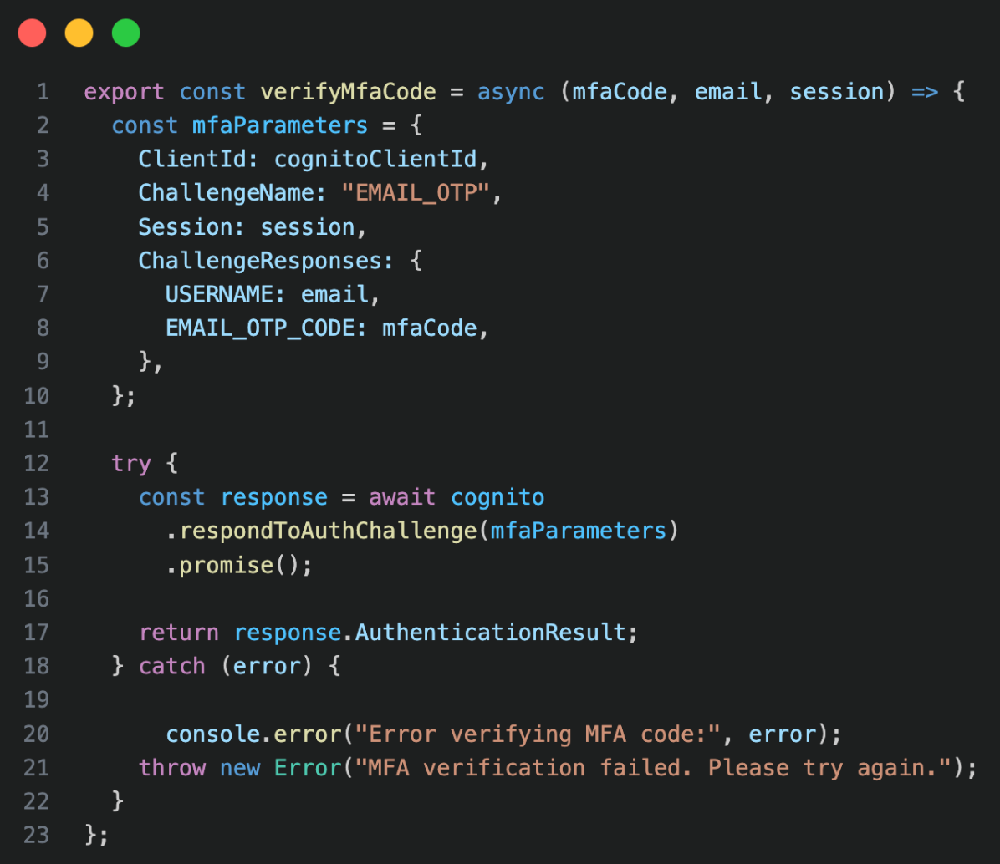 1 export const verifyMfaCode = async (mfaCode, email, session) => {
2   const mfaParameters = {
3     ClientId: cognitoClientId,
4     ChallengeName: "EMAIL_OTP",
5     Session: session,
6     ChallengeResponses: {
7       USERNAME: email,
8       EMAIL_OTP_CODE: mfaCode,
9     },
10   };
11
12   try {
13     const response = await cognito
14       .respondToAuthChallenge(mfaParameters)
15       .promise();
16
17     return response.AuthenticationResult;
18   } catch (error) {
19
20       console.error("Error verifying MFA code:", error);
21     throw new Error("MFA verification failed. Please try again.");
22   }
23 };